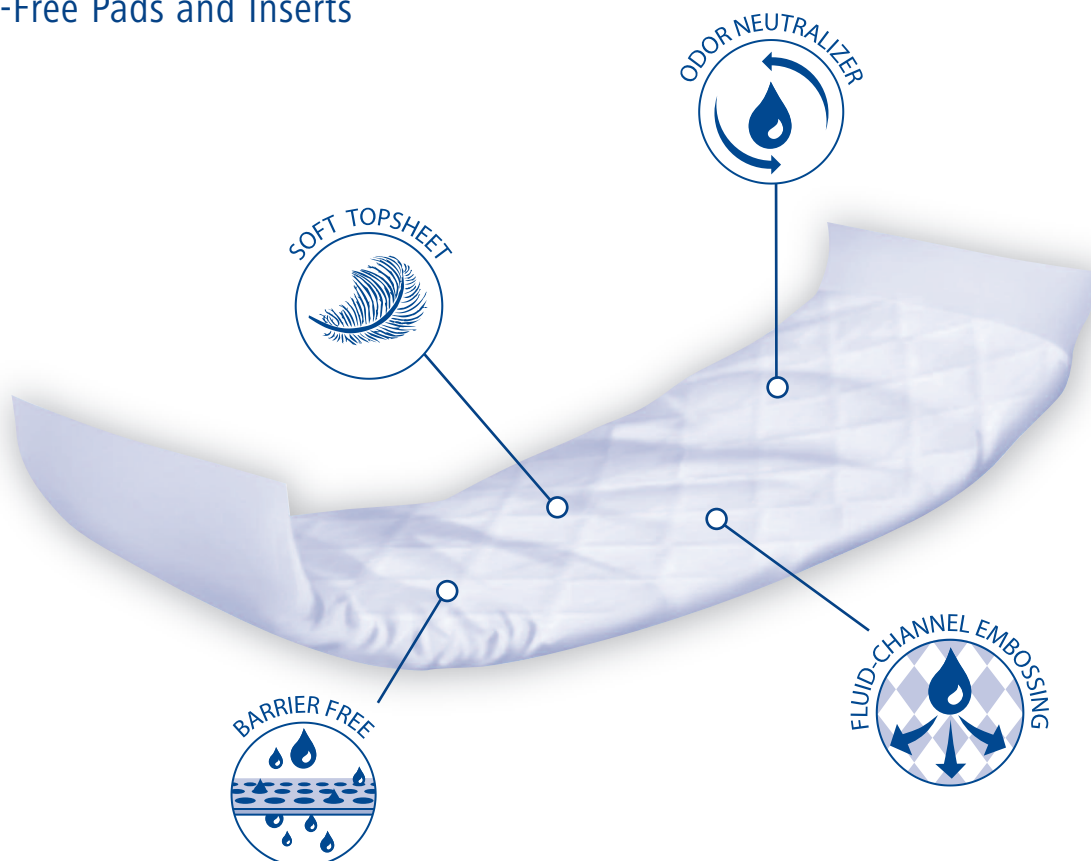 -Free Pads and Inserts
ODOR NEUTRALIZER
SOFT TOPSHEET
FLUID-CHANNEL EMBOSSING
BARRIER FREE